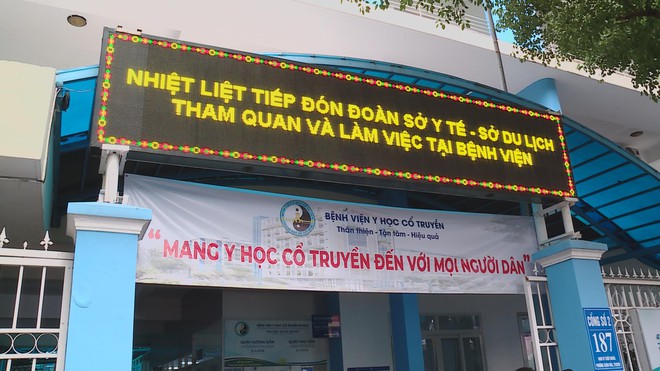 NHIỆT LIỆT TIẾP ĐÓN ĐOÀN SỞ Y TẾ - SỞ DU LỊCH
THAM QUAN VÀ LÀM VIỆC TẠI BỆNH VIỆN
BỆNH VIỆN Y HỌC CỔ TRUYỀN
Thân thiện - Tận tâm - Hiệu quả
“MANG Y HỌC CỔ TRUYỀN ĐẾN VỚI MỌI NGƯỜI DÂN”
CỔNG SỐ 2
187